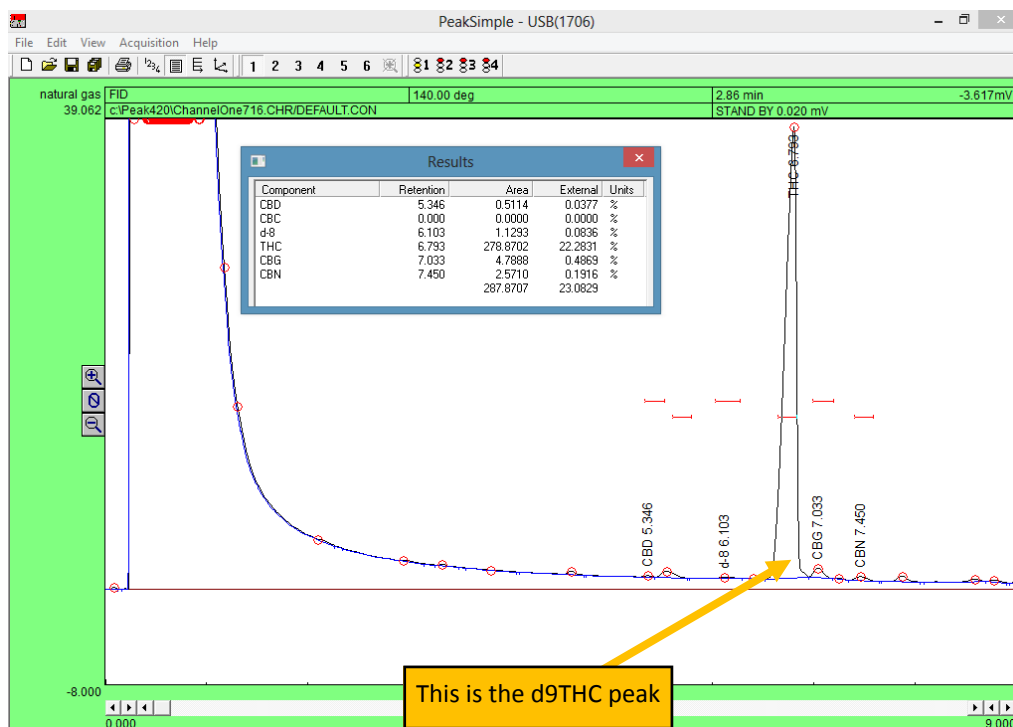 PeakSimple - USB(1706)
File Edit View Acquisition Help
1 2 3 4 5 6 1 2 3 4
natural gas FID 140.00 deg 2.86 min -3.617mV
39.062 c:\Peak420\ChannelOne716.CHR/DEFAULT.CON STAND BY 0.020 mV
Results
Component Retention Area External Units
CBD 5.346 0.5114 0.0377 %
CBC 0.000 0.0000 0.0000 %
d-8 6.103 1.1293 0.0836 %
THC 6.793 278.8702 22.2831 %
CBG 7.033 4.7888 0.4869 %
CBN 7.450 2.5710 0.1916 %
287.8707 23.0829
THC 6.793
CBD 5.346
d-8 6.103
CBG 7.033
CBN 7.450
This is the d9THC peak
-8.000
0.000 9.000